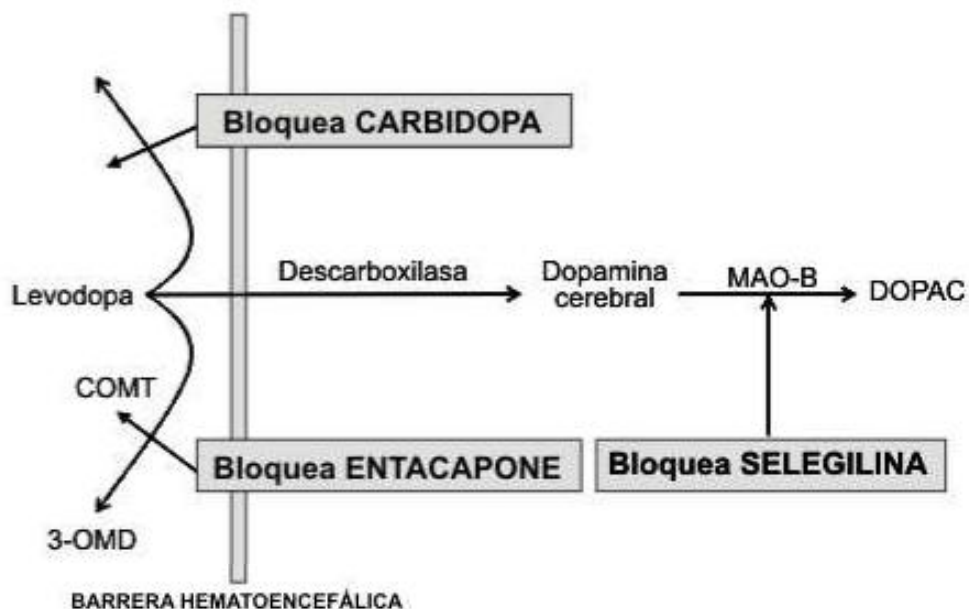 Bloquea CARBIDOPA
Descarboxilasa
Levodopa
Dopamina
cerebral
MAO-B
DOPAC
COMT
Bloquea ENTACAPONE
Bloquea SELEGILINA
3-OMD
BARRERA HEMATOENCEFÁLICA